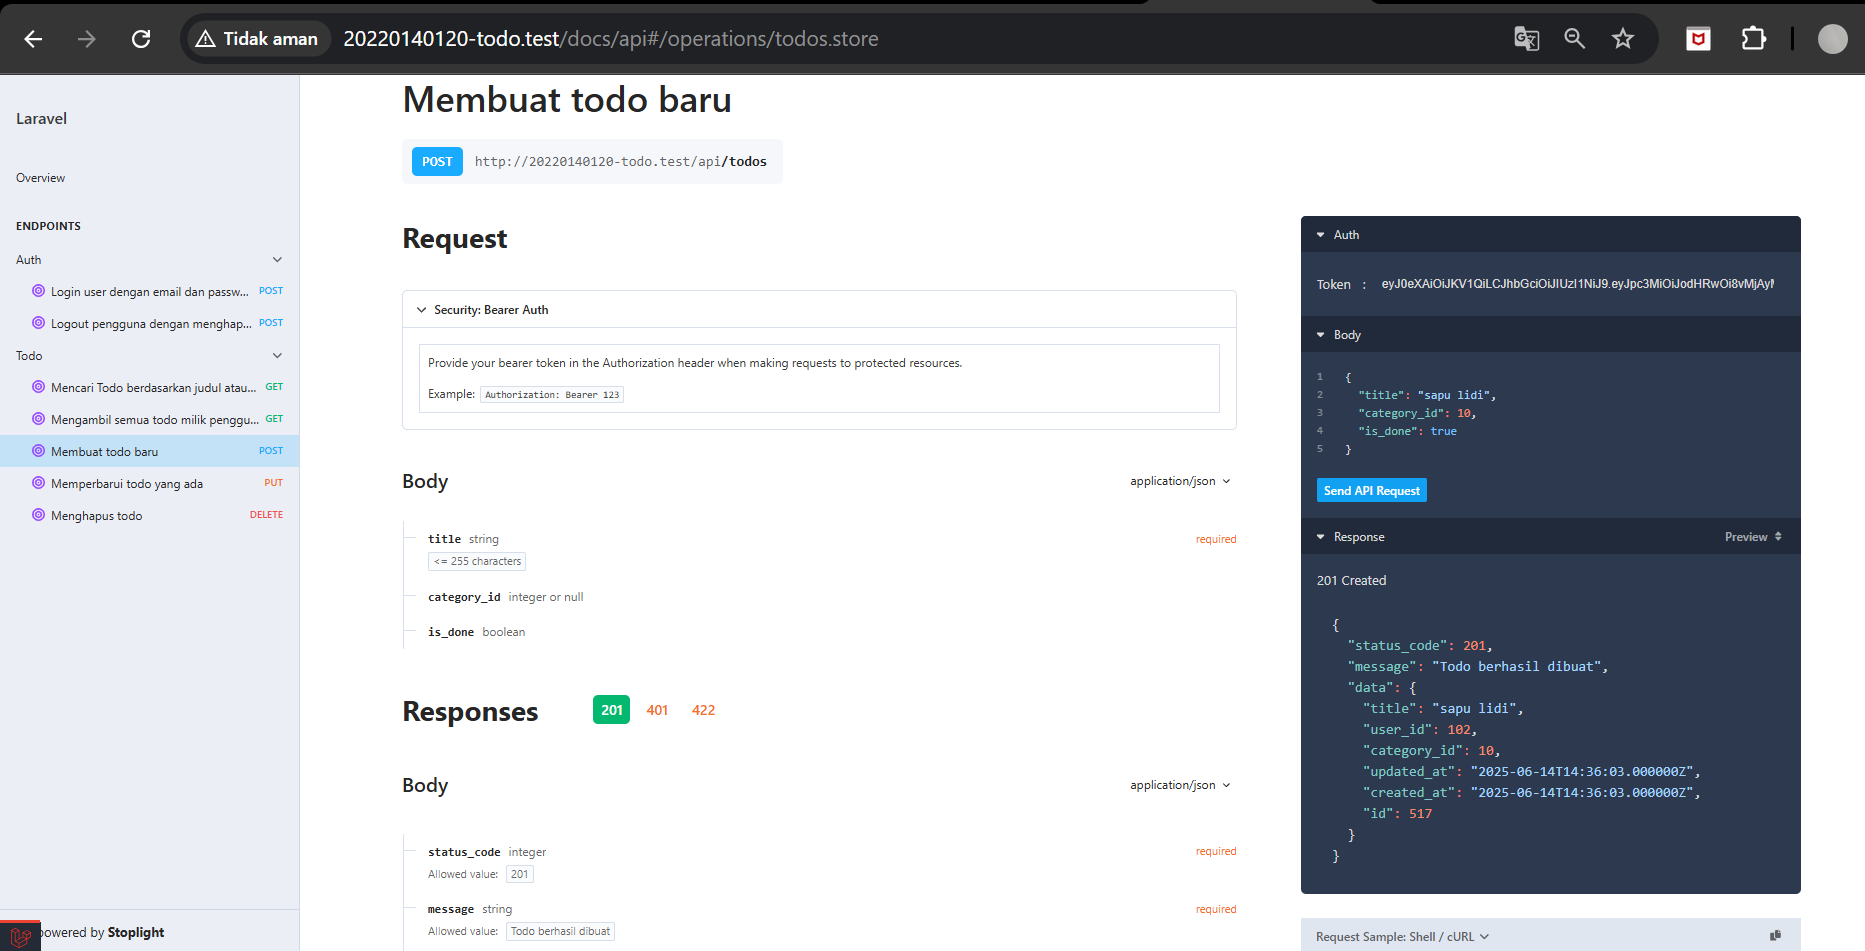 Tidak aman
20220140120-todo.test/docs/api#/operations/todos.store
Laravel
Overview
ENDPOINTS
Auth
Login user dengan email dan passw... POST
Logout pengguna dengan menghap... POST
Todo
Mencari Todo berdasarkan judul atau... GET
Mengambil semua todo milik penggu... GET
Membuat todo baru POST
Memperbarui todo yang ada PUT
Menghapus todo DELETE
powered by Stoplight
Membuat todo baru
POST http://20220140120-todo.test/api/todos
Request
Security: Bearer Auth
Provide your bearer token in the Authorization header when making requests to protected resources.
Example: Authorization: Bearer 123
Body application/json
title string required
<= 255 characters
category_id integer or null
is_done boolean
Responses 201 401 422
Body application/json
status_code integer required
Allowed value: 201
message string required
Allowed value: Todo berhasil dibuat
Auth
Token :
Body
1 {
2 "title": "sapu lidi",
3 "category_id": 10,
4 "is_done": true
5 }
Send API Request
Response Preview
201 Created
{
"status_code": 201,
"message": "Todo berhasil dibuat",
"data": {
"title": "sapu lidi",
"user_id": 102,
"category_id": 10,
"updated_at": "2025-06-14T14:36:03.000000Z",
"created_at": "2025-06-14T14:36:03.000000Z",
"id": 517
}
}
Request Sample: Shell / cURL